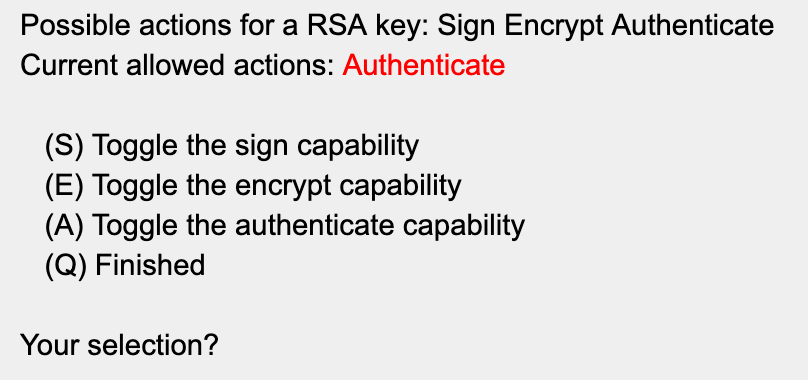 Possible actions for a RSA key: Sign Encrypt Authenticate
Current allowed actions: Authenticate
(S) Toggle the sign capability
(E) Toggle the encrypt capability
(A) Toggle the authenticate capability
(Q) Finished
Your selection?